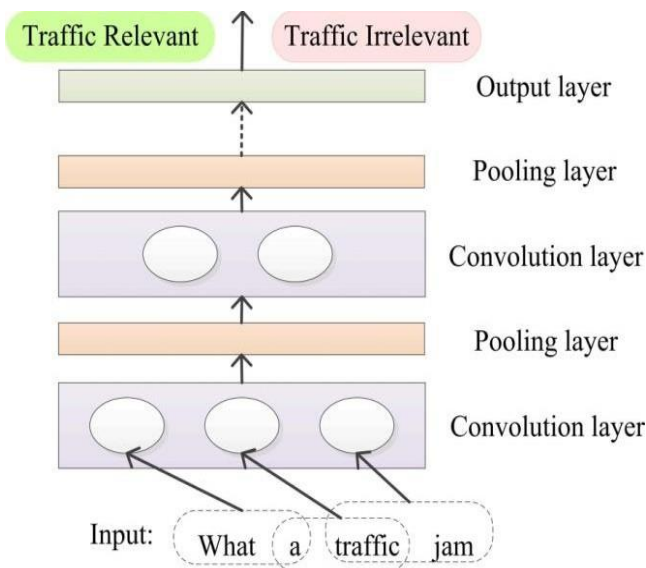 Traffic Relevant
Traffic Irrelevant
Output layer
Pooling layer
Convolution layer
Pooling layer
Convolution layer
Input: What a traffic jam